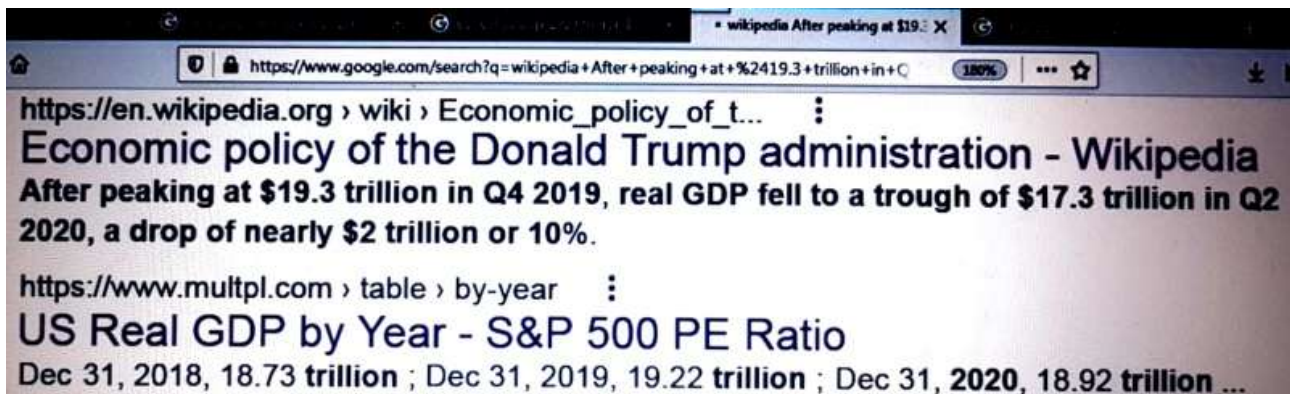 wikipedia After peaking at $19.
https://www.google.com/search?q=wikipedia+After+peaking+at+%2419.3+trillion+in+Q
180%
https://en.wikipedia.org › wiki › Economic_policy_of_t...
Economic policy of the Donald Trump administration - Wikipedia
After peaking at $19.3 trillion in Q4 2019, real GDP fell to a trough of $17.3 trillion in Q2
2020, a drop of nearly $2 trillion or 10%.
https://www.multpl.com › table › by-year
US Real GDP by Year - S&P 500 PE Ratio
Dec 31, 2018, 18.73 trillion ; Dec 31, 2019, 19.22 trillion ; Dec 31, 2020, 18.92 trillion ...